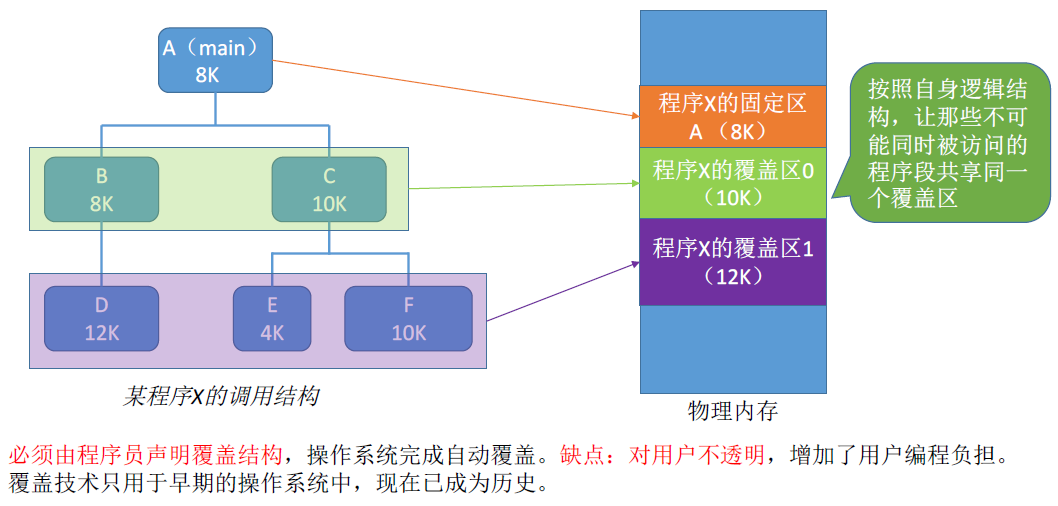 A（main）
8K
B
8K
C
10K
D
12K
E
4K
F
10K
某程序X的调用结构
程序X的固定区
A （8K）
程序X的覆盖区0
（10K）
程序X的覆盖区1
（12K）
物理内存
按照自身逻辑结
构，让那些不可
能同时被访问的
程序段共享同一
个覆盖区
必须由程序员声明覆盖结构，操作系统完成自动覆盖。缺点：对用户不透明，增加了用户编程负担。
覆盖技术只用于早期的操作系统中，现在已成为历史。